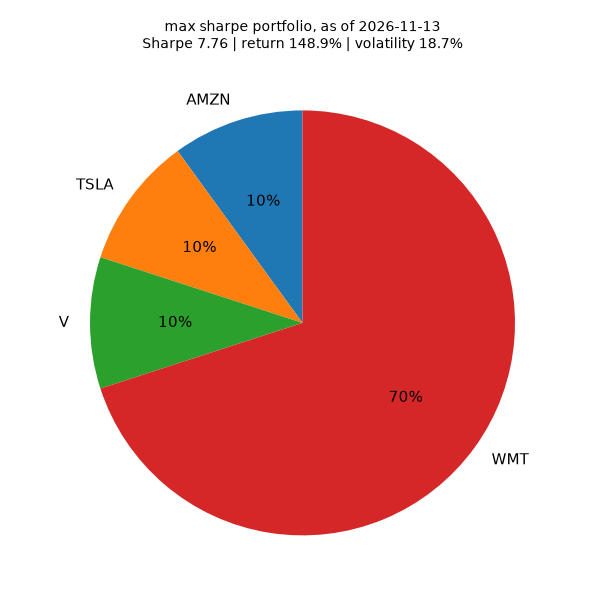 max sharpe portfolio, as of 2026-11-13
Sharpe 7.76 | return 148.9% | volatility 18.7%
AMZN
TSLA
10%
10%
V
10%
70%
WMT